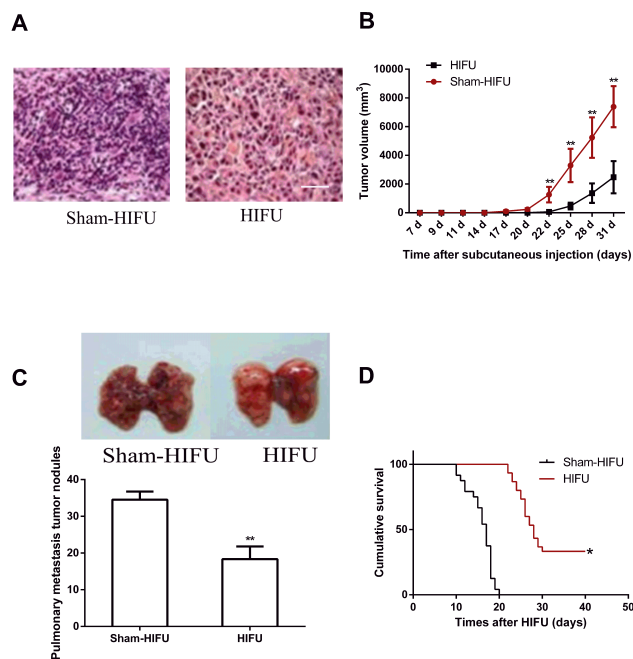 A
Sham-HIFU
HIFU
B
HIFU
Sham-HIFU
Tumor volume (mm³)
10000
8000
6000
4000
2000
0
**
**
**
**
7 d
9 d
11 d
14 d
17 d
20 d
22 d
25 d
28 d
31 d
Time after subcutaneous injection (days)
C
Sham-HIFU
HIFU
Pulmonary metastasis tumor nodules
40
30
20
10
0
**
Sham-HIFU
HIFU
D
Sham-HIFU
HIFU
Cumulative survival
100
50
0
*
0
10
20
30
40
50
Times after HIFU (days)